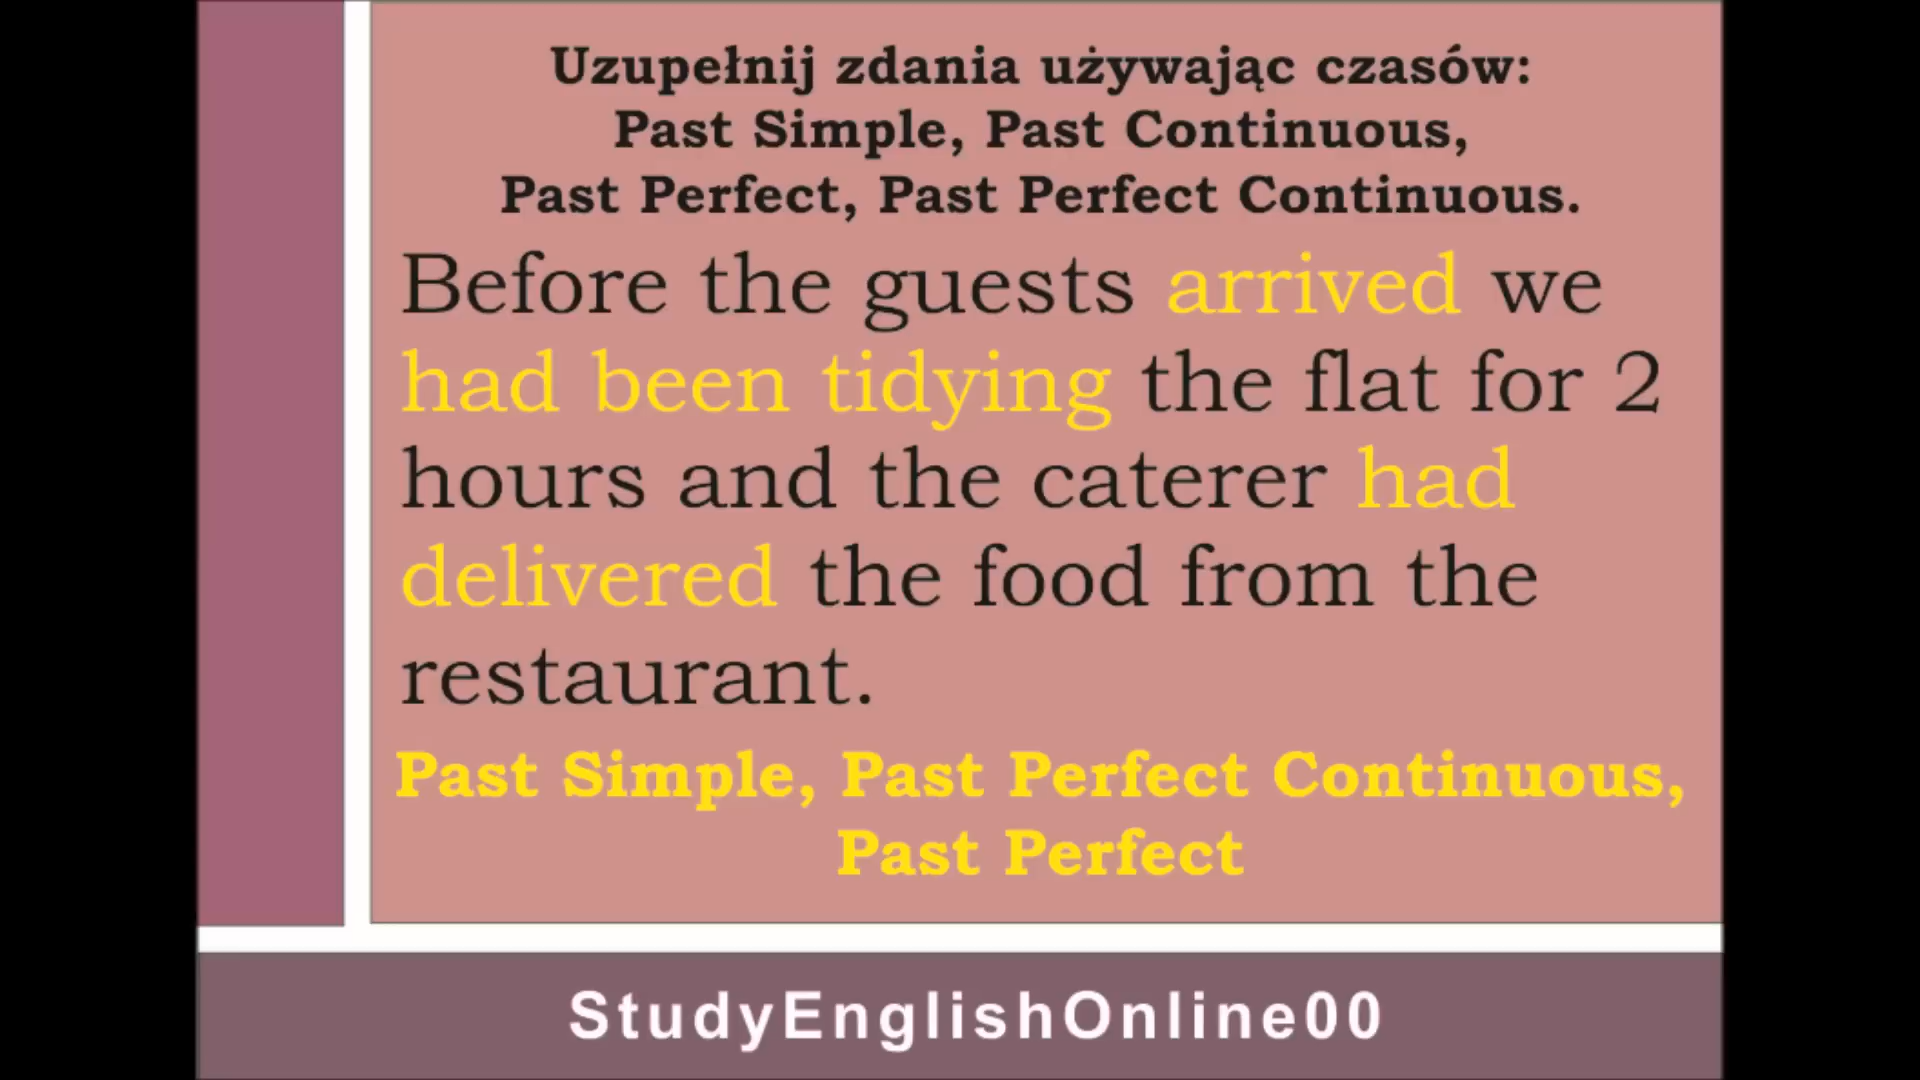 Uzupełnij zdania używając czasów:
Past Simple, Past Continuous,
Past Perfect, Past Perfect Continuous.
Before the guests arrived we
had been tidying the flat for 2
hours and the caterer had
delivered the food from the
restaurant.
Past Simple, Past Perfect Continuous,
Past Perfect
StudyEnglishOnline00